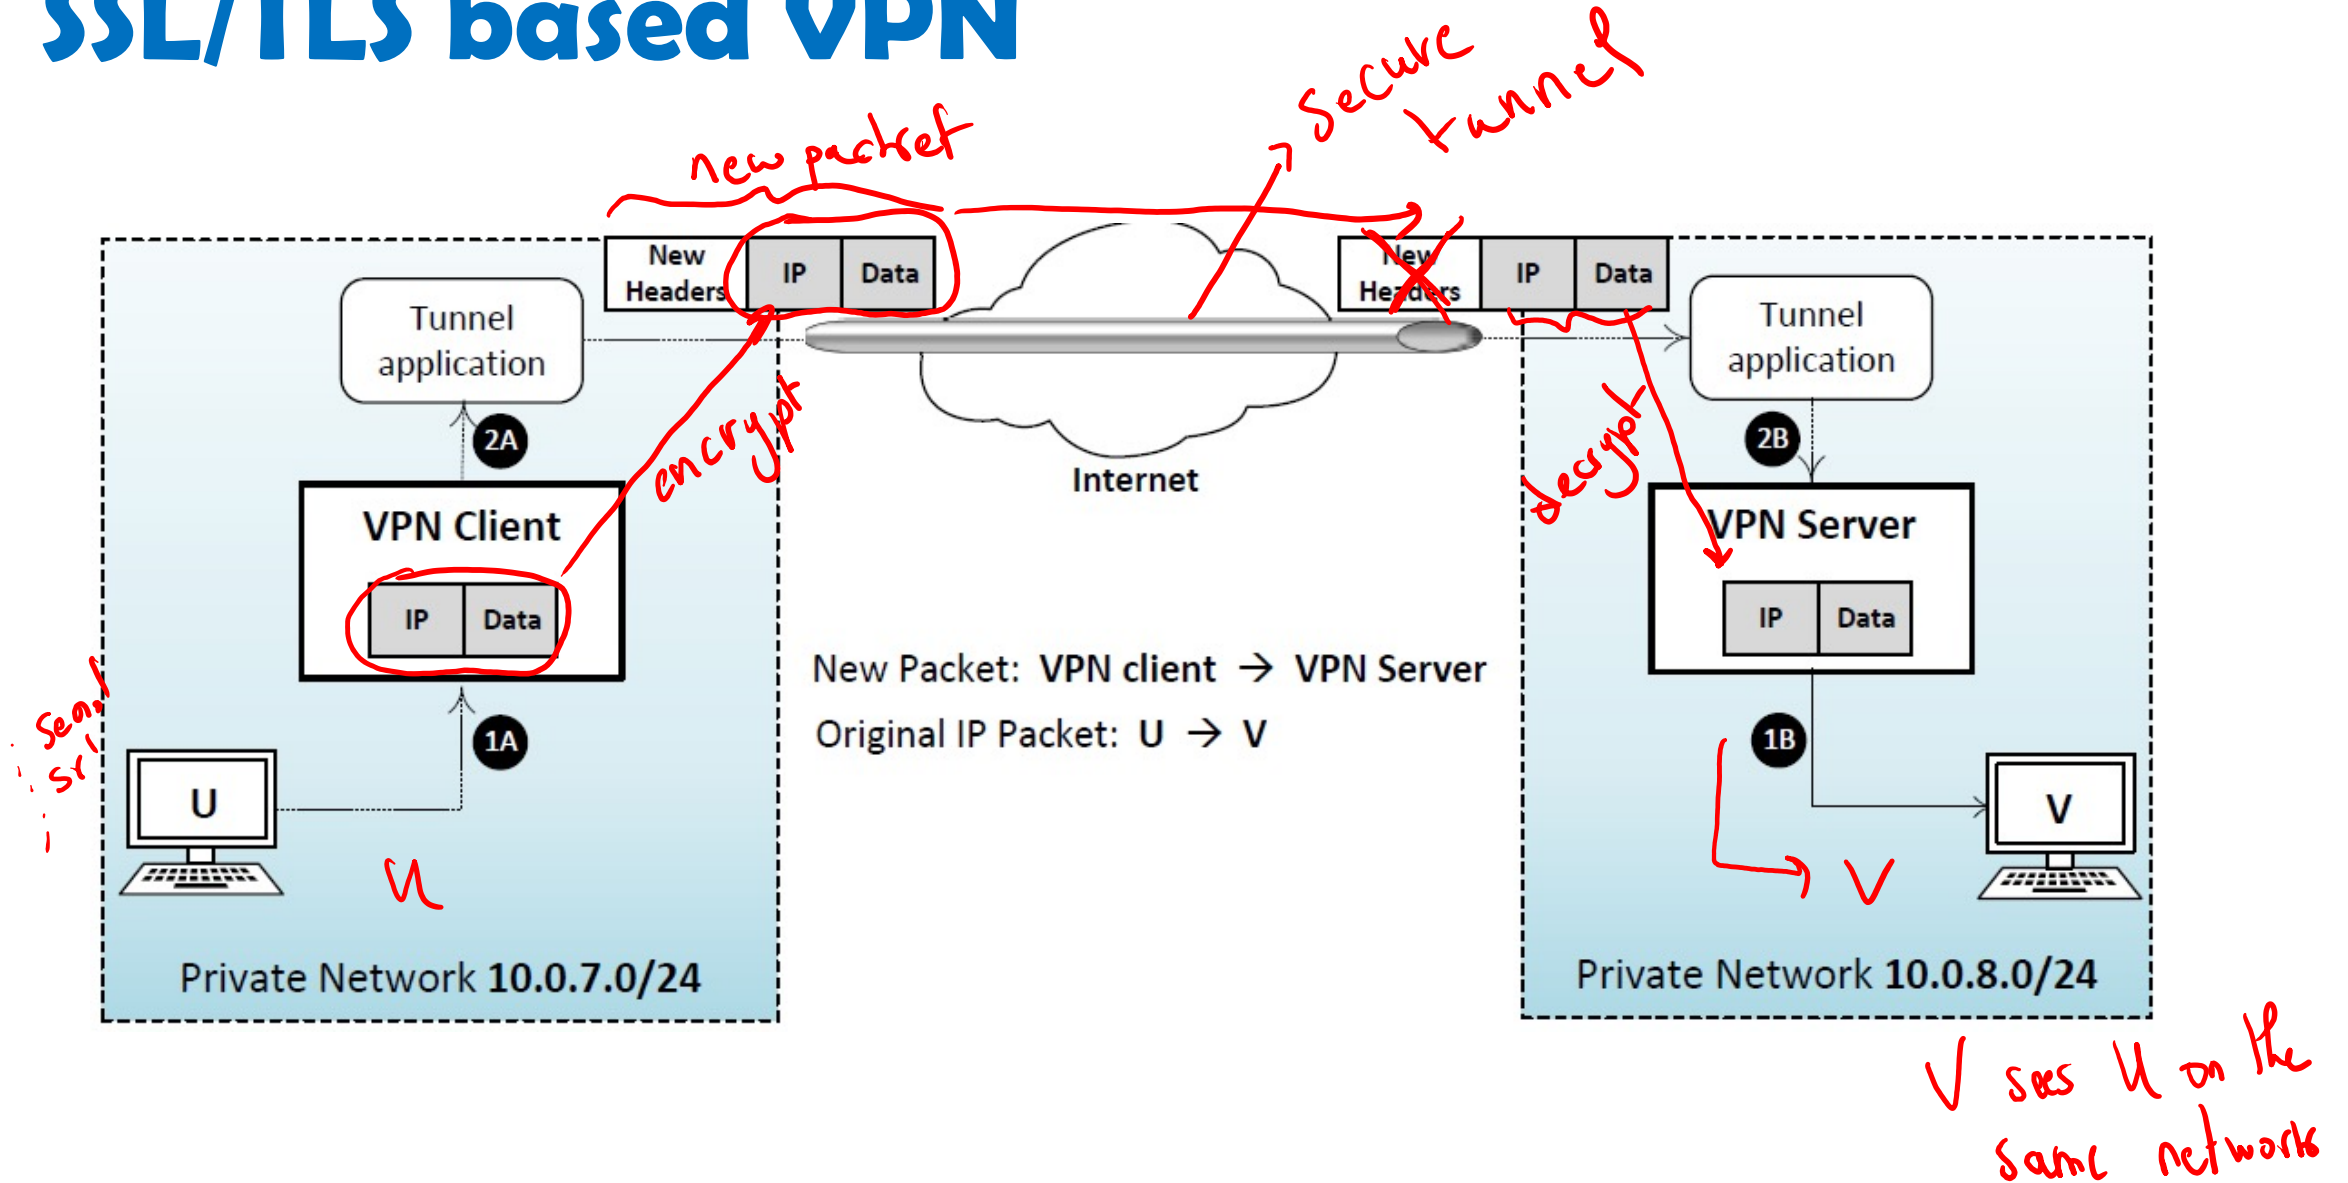 SSL/TLS based VPN
secure
tunnel
new packet
New
Headers
IP
Data
New
Headers
IP
Data
Tunnel
application
Tunnel
application
encrypt
decrypt
2A
2B
Internet
VPN Client
IP
Data
VPN Server
IP
Data
New Packet: VPN client → VPN Server
Original IP Packet: U → V
1A
1B
U
V
U
V
Private Network 10.0.7.0/24
Private Network 10.0.8.0/24
V sees U on the
same network